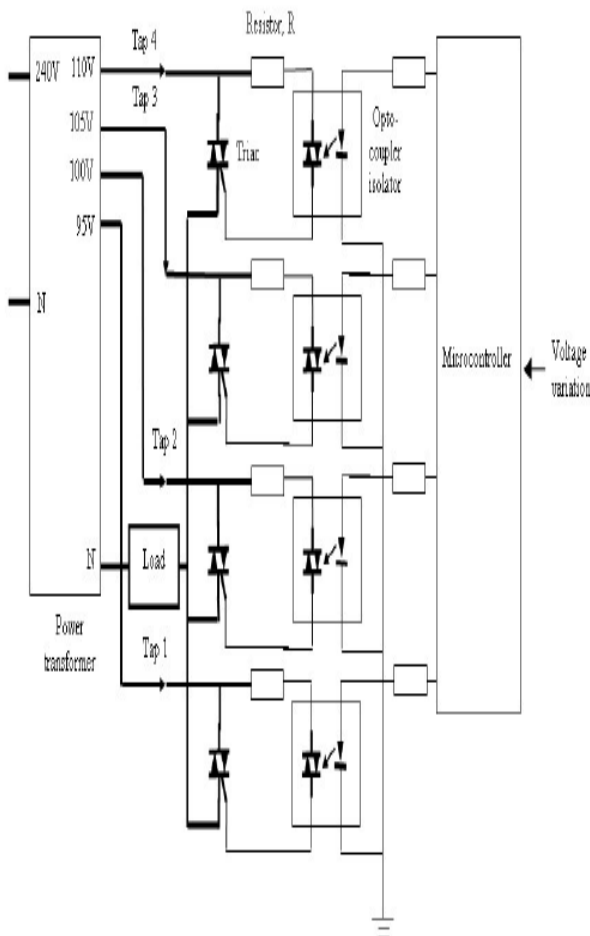 Resistor, R
Tap 4
240V
110V
Tap 3
105V
Triac
Opto-
coupler
isolator
100V
95V
N
Microcontroller
Voltage
variation
Tap 2
N
Load
Power
transformer
Tap 1